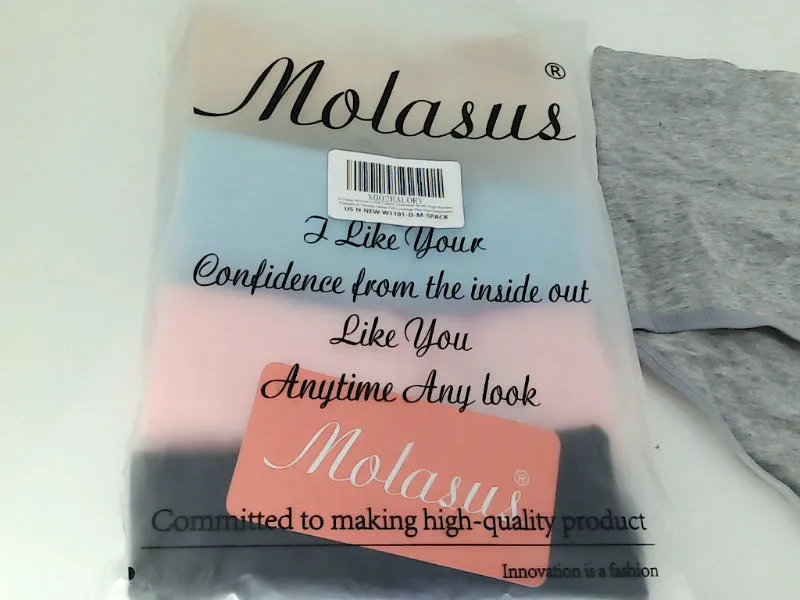 Molasus®
X002RAUORY
US N NEW W1101-D-M-5PACK
I Like Your
Confidence from the inside out
Like You
Anytime Any look
Molasus®
Committed to making high-quality product
Innovation is a fashion